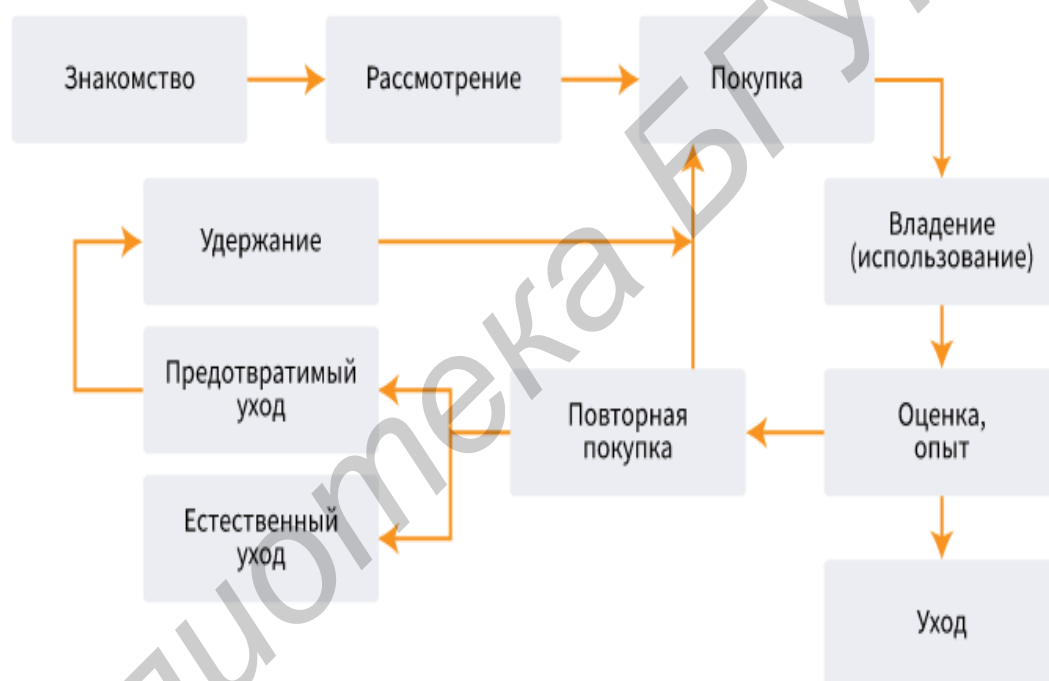 Знакомство
Рассмотрение
Покупка
Удержание
Владение
(использование)
Предотвратимый
уход
Повторная
покупка
Оценка,
опыт
Естественный
уход
Уход